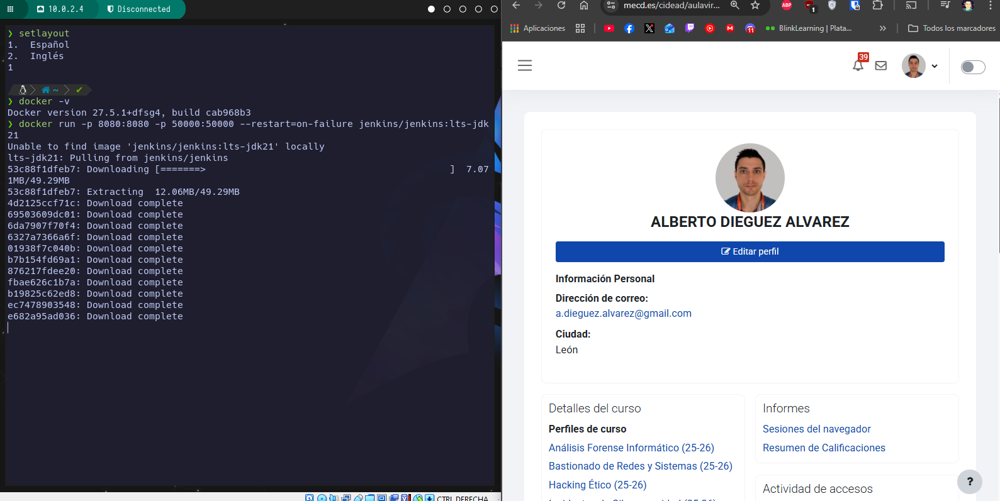 10.0.2.4
Disconnected
❯ setlayout
1.  Español
2.  Inglés
1
~
❯ docker -v
Docker version 27.5.1+dfsg4, build cab968b3
❯ docker run -p 8080:8080 -p 50000:50000 --restart=on-failure jenkins/jenkins:lts-jdk
21
Unable to find image 'jenkins/jenkins:lts-jdk21' locally
lts-jdk21: Pulling from jenkins/jenkins
53c88f1dfeb7: Downloading [=======>                                           ]  7.07
1MB/49.29MB
53c88f1dfeb7: Extracting  12.06MB/49.29MB
4d2125ccf71c: Download complete
69503609dc01: Download complete
6da7907f70f4: Download complete
6327a7366a6f: Download complete
01938f7c040b: Download complete
b7b154fd69a1: Download complete
876217fdee20: Download complete
fbae626c1b7a: Download complete
b19825c62ed8: Download complete
ec7478903548: Download complete
e682a95ad036: Download complete
CTRL DERECHA
mecd.es/cidead/aulavir...
ABP
1
Aplicaciones
11
BlinkLearning | Plata...
»
Todos los marcadores
39
ALBERTO DIEGUEZ ALVAREZ
Editar perfil
Información Personal
Dirección de correo:
a.dieguez.alvarez@gmail.com
Ciudad:
León
Detalles del curso
Perfiles de curso
Análisis Forense Informático (25-26)
Bastionado de Redes y Sistemas (25-26)
Hacking Ético (25-26)
Informes
Sesiones del navegador
Resumen de Calificaciones
Actividad de accesos
?